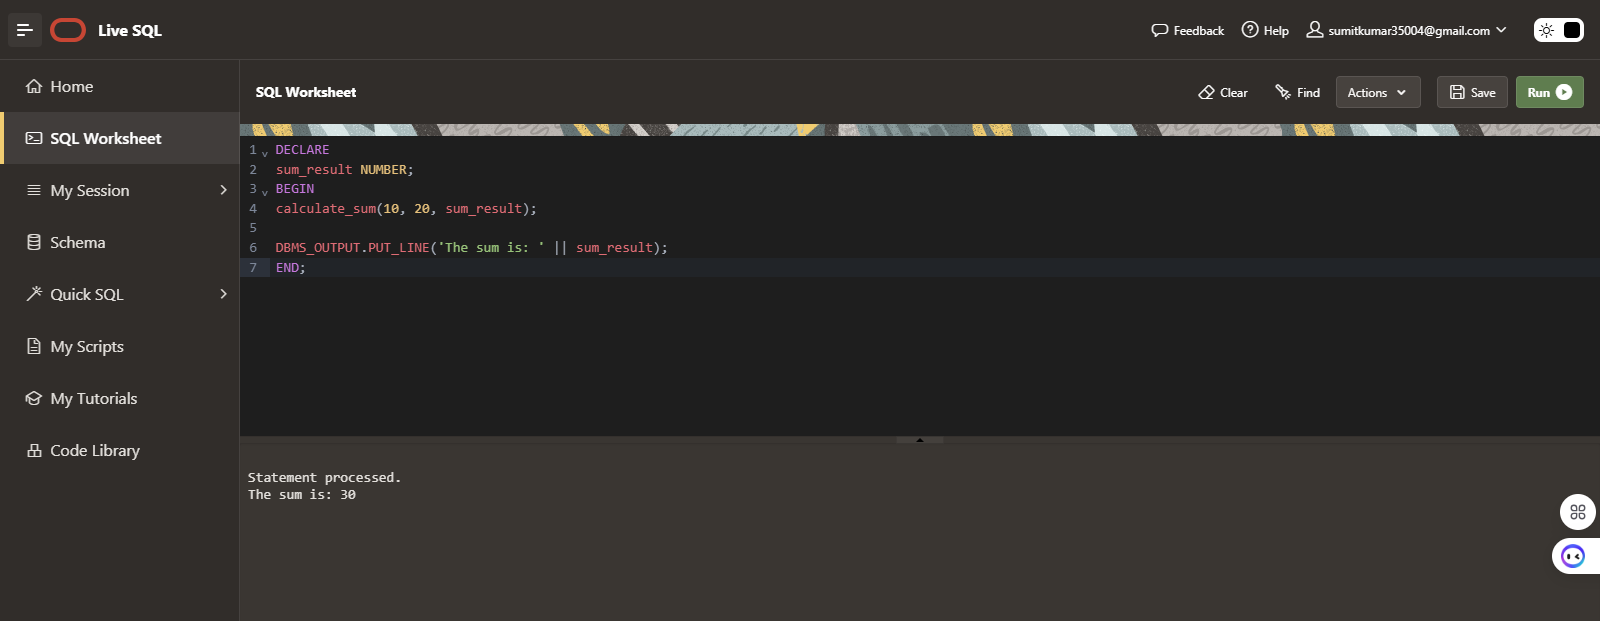 Live SQL
Feedback
Help
sumitkumar35004@gmail.com
Home
SQL Worksheet
My Session
Schema
Quick SQL
My Scripts
My Tutorials
Code Library
SQL Worksheet
Clear
Find
Actions
Save
Run
1 DECLARE
2 sum_result NUMBER;
3 BEGIN
4 calculate_sum(10, 20, sum_result);
5
6 DBMS_OUTPUT.PUT_LINE('The sum is: ' || sum_result);
7 END;
Statement processed.
The sum is: 30